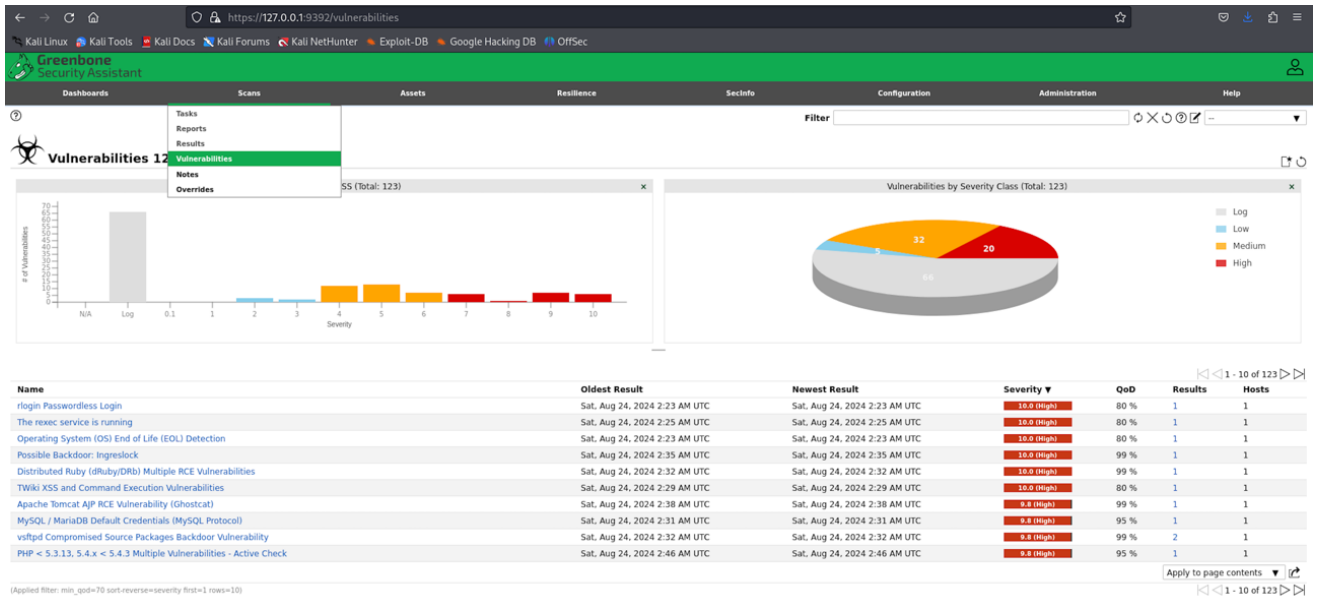 https://127.0.0.1:9392/vulnerabilities
Kali Linux Kali Tools Kali Docs Kali Forums Kali NetHunter Exploit-DB Google Hacking DB OffSec
Greenbone
Security Assistant
Dashboards Scans Assets Resilience SecInfo Configuration Administration Help
Tasks
Reports
Results
Vulnerabilities
Notes
Overrides
Filter --
Vulnerabilities 12
SS (Total: 123) ×
Vulnerabilities by Severity Class (Total: 123) ×
# of Vulnerabilities
70
65
60
55
50
45
40
35
30
25
20
15
10
5
0
N/A Log 0.1 1 2 3 4 5 6 7 8 9 10
Severity
32
20
5
Log
Low
Medium
High
1 - 10 of 123
Name Oldest Result Newest Result Severity ▼ QoD Results Hosts
rlogin Passwordless Login Sat, Aug 24, 2024 2:23 AM UTC Sat, Aug 24, 2024 2:23 AM UTC 10.0 (High) 80 % 1 1
The rexec service is running Sat, Aug 24, 2024 2:25 AM UTC Sat, Aug 24, 2024 2:25 AM UTC 10.0 (High) 80 % 1 1
Operating System (OS) End of Life (EOL) Detection Sat, Aug 24, 2024 2:23 AM UTC Sat, Aug 24, 2024 2:23 AM UTC 10.0 (High) 80 % 1 1
Possible Backdoor: Ingreslock Sat, Aug 24, 2024 2:35 AM UTC Sat, Aug 24, 2024 2:35 AM UTC 10.0 (High) 99 % 1 1
Distributed Ruby (dRuby/DRb) Multiple RCE Vulnerabilities Sat, Aug 24, 2024 2:32 AM UTC Sat, Aug 24, 2024 2:32 AM UTC 10.0 (High) 99 % 1 1
TWiki XSS and Command Execution Vulnerabilities Sat, Aug 24, 2024 2:29 AM UTC Sat, Aug 24, 2024 2:29 AM UTC 10.0 (High) 80 % 1 1
Apache Tomcat AJP RCE Vulnerability (Ghostcat) Sat, Aug 24, 2024 2:38 AM UTC Sat, Aug 24, 2024 2:38 AM UTC 9.8 (High) 99 % 1 1
MySQL / MariaDB Default Credentials (MySQL Protocol) Sat, Aug 24, 2024 2:31 AM UTC Sat, Aug 24, 2024 2:31 AM UTC 9.8 (High) 95 % 1 1
vsftpd Compromised Source Packages Backdoor Vulnerability Sat, Aug 24, 2024 2:32 AM UTC Sat, Aug 24, 2024 2:32 AM UTC 9.8 (High) 99 % 2 1
PHP < 5.3.13, 5.4.x < 5.4.3 Multiple Vulnerabilities - Active Check Sat, Aug 24, 2024 2:46 AM UTC Sat, Aug 24, 2024 2:46 AM UTC 9.8 (High) 95 % 1 1
Apply to page contents ▼
(Applied filter: min_qod=70 sort-reverse=severity first=1 rows=10) 1 - 10 of 123